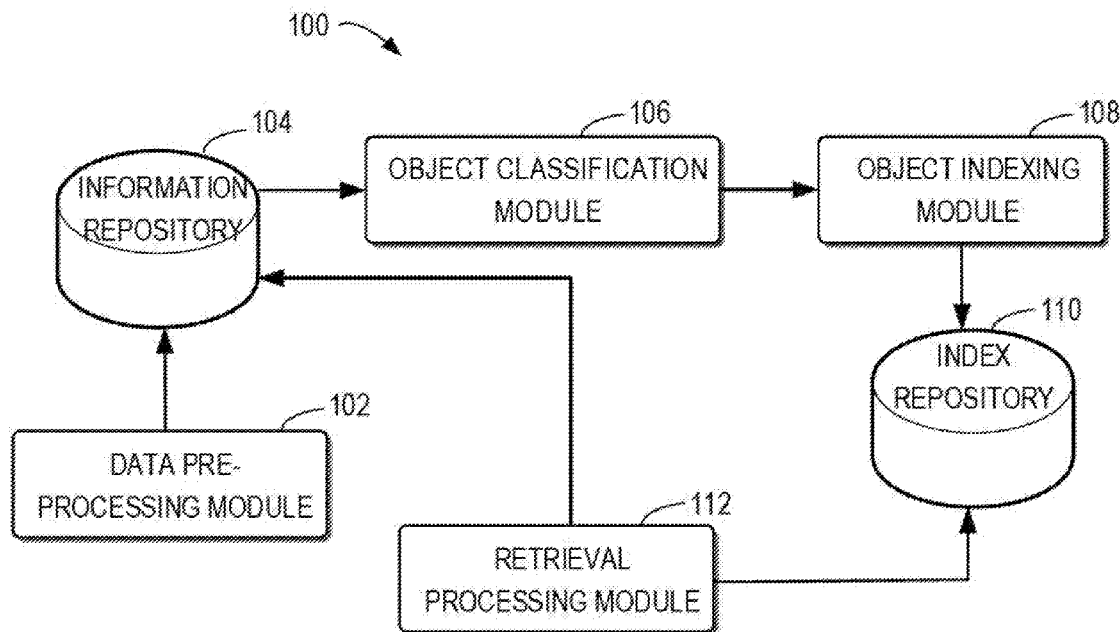 100
104
INFORMATION
REPOSITORY
106
OBJECT CLASSIFICATION
MODULE
108
OBJECT INDEXING
MODULE
110
INDEX
REPOSITORY
102
DATA PRE-
PROCESSING MODULE
112
RETRIEVAL
PROCESSING MODULE